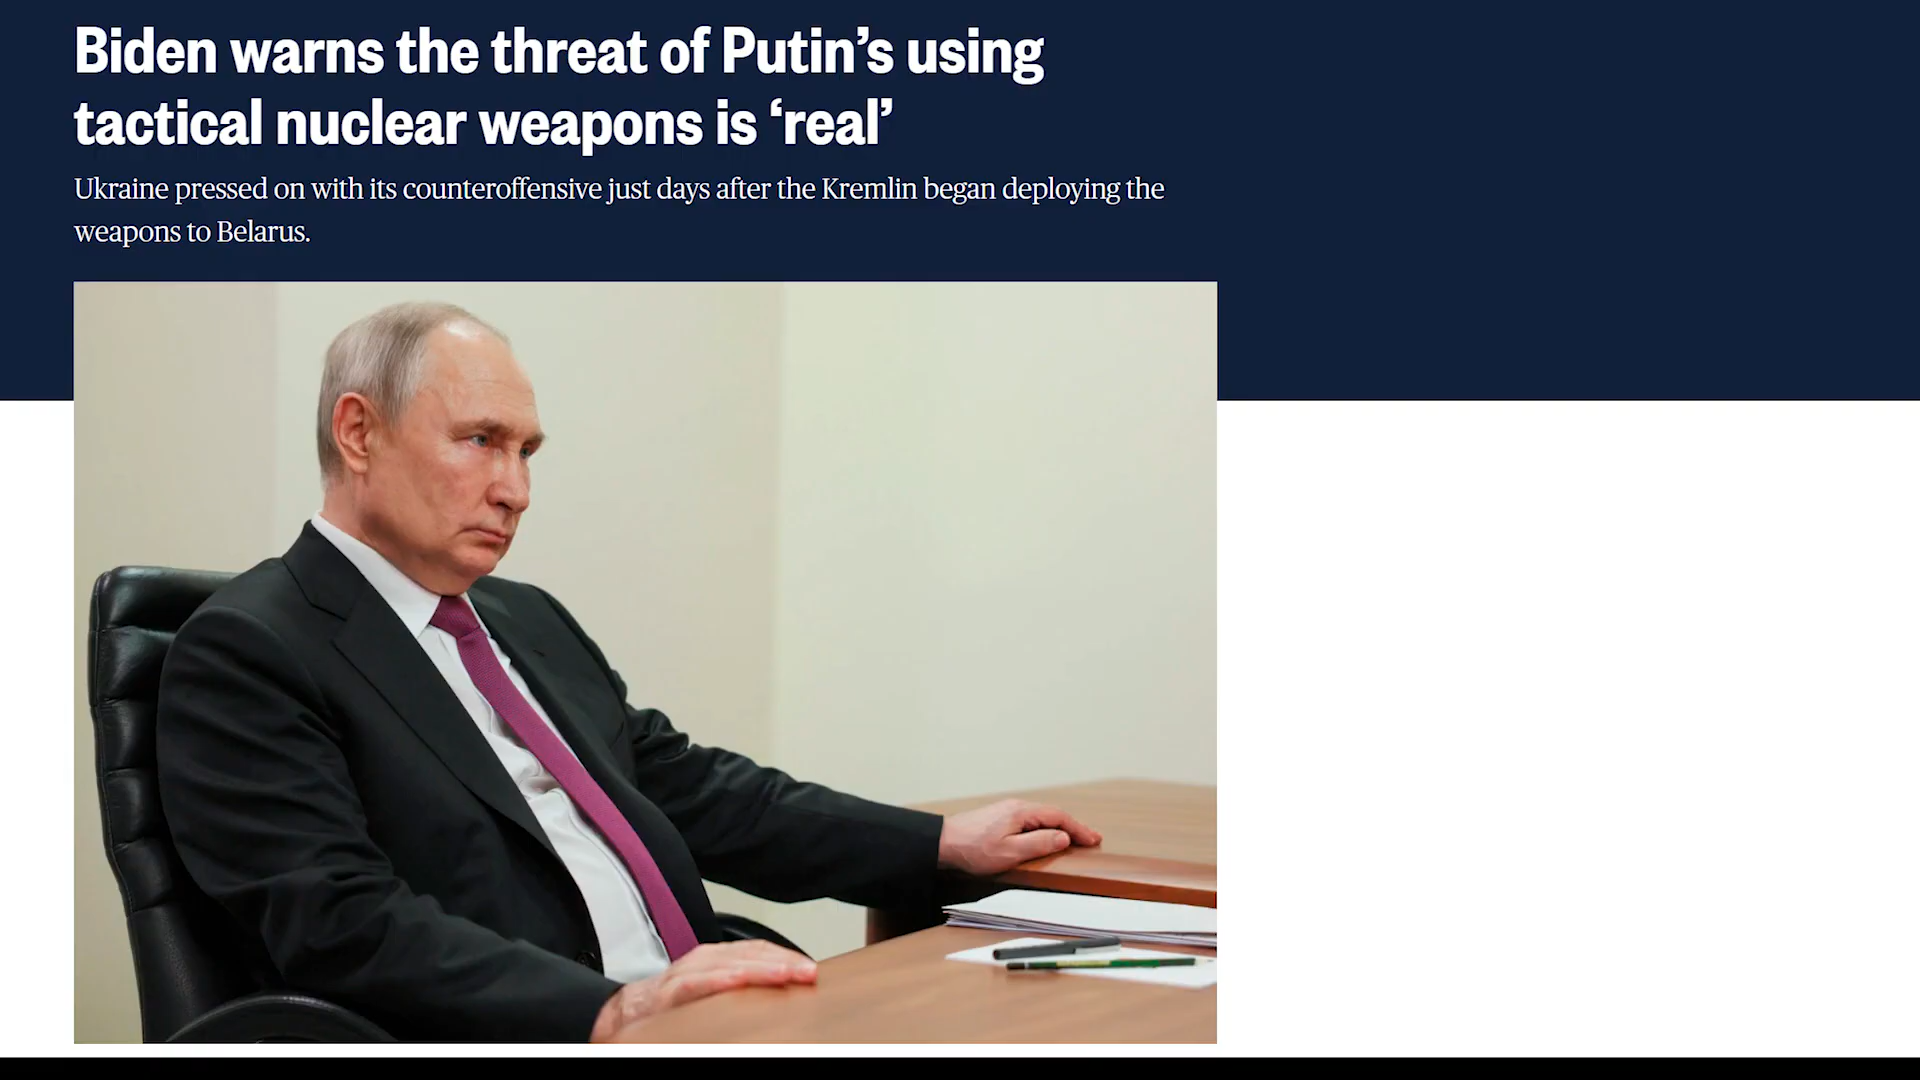 Biden warns the threat of Putin’s using
tactical nuclear weapons is ‘real’
Ukraine pressed on with its counteroffensive just days after the Kremlin began deploying the
weapons to Belarus.